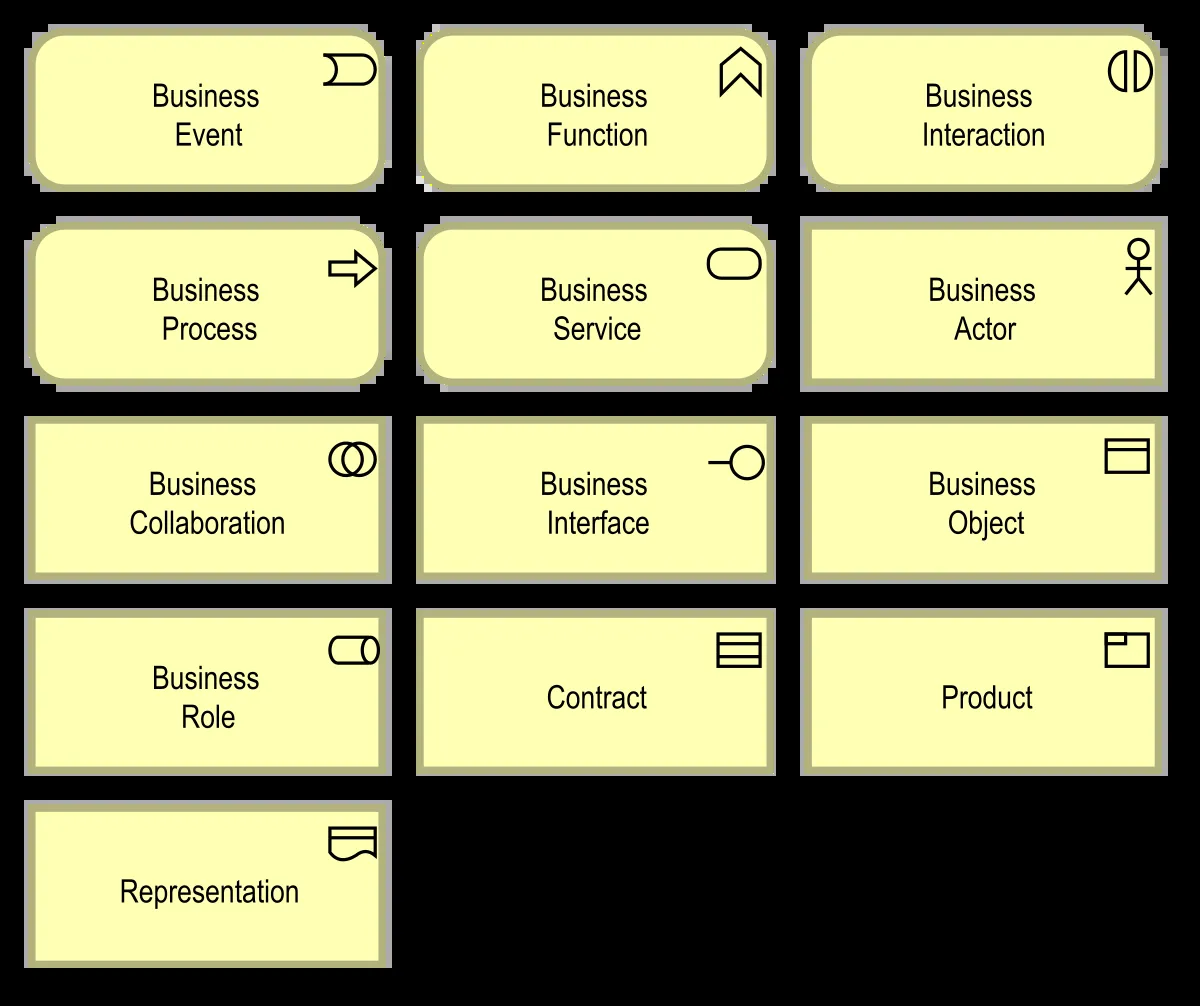 Business
Event
Business
Function
Business
Interaction
Business
Process
Business
Service
Business
Actor
Business
Collaboration
Business
Interface
Business
Object
Business
Role
Contract
Product
Representation